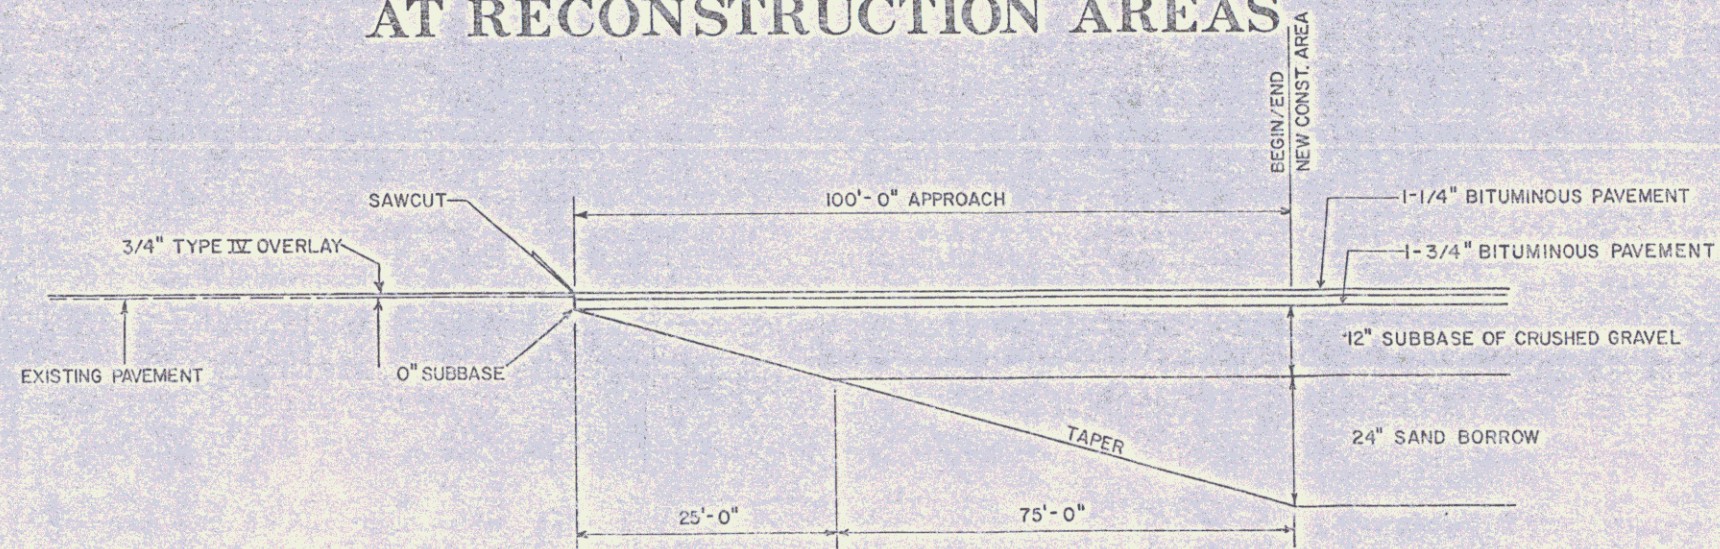 AT RECONSTRUCTION AREAS
BEGIN/END
NEW CONST. AREA
SAWCUT
100'-0" APPROACH
1-1/4" BITUMINOUS PAVEMENT
3/4" TYPE IV OVERLAY
1-3/4" BITUMINOUS PAVEMENT
12" SUBBASE OF CRUSHED GRAVEL
EXISTING PAVEMENT
0" SUBBASE
TAPER
24" SAND BORROW
25'-0"
75'-0"